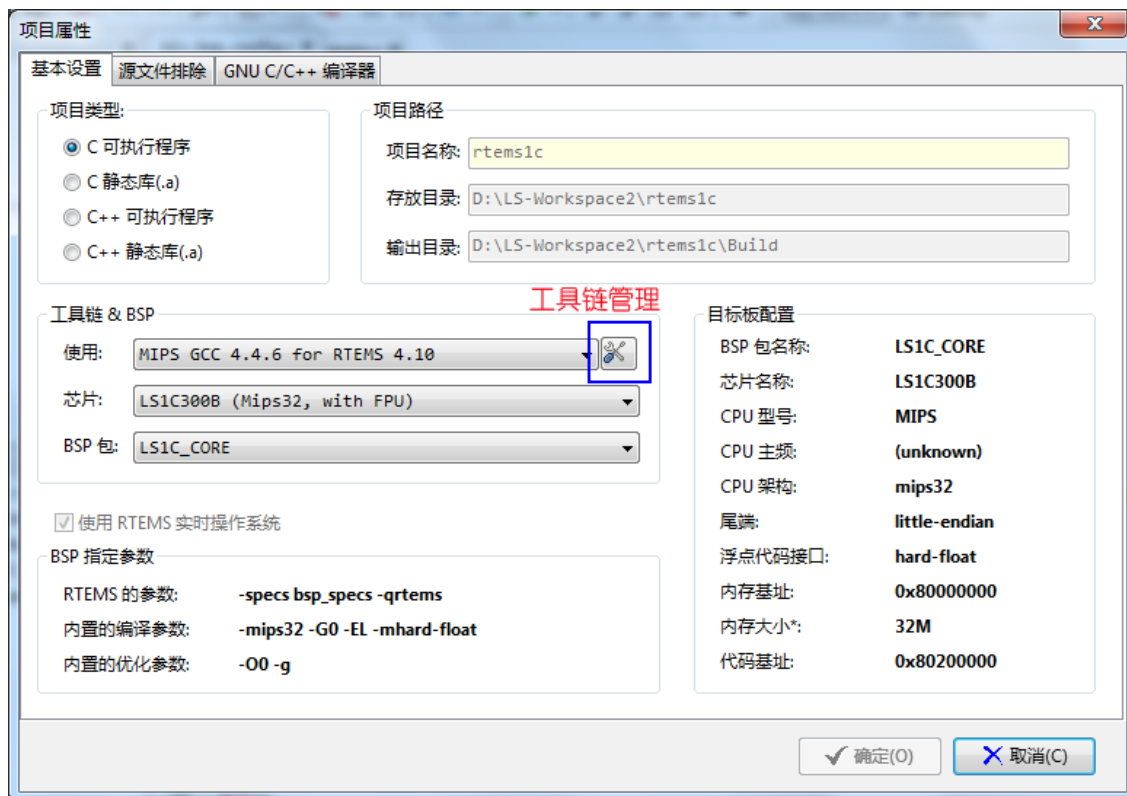 项目属性
基本设置 源文件排除 GNU C/C++ 编译器
项目类型:
C 可执行程序
C 静态库(.a)
C++ 可执行程序
C++ 静态库(.a)
项目路径
项目名称: rtems1c
存放目录: D:\LS-Workspace2\rtems1c
输出目录: D:\LS-Workspace2\rtems1c\Build
工具链管理
工具链 & BSP
使用: MIPS GCC 4.4.6 for RTEMS 4.10
芯片: LS1C300B (Mips32, with FPU)
BSP 包: LS1C_CORE
使用 RTEMS 实时操作系统
BSP 指定参数
RTEMS 的参数: -specs bsp_specs -qrtems
内置的编译参数: -mips32 -G0 -EL -mhard-float
内置的优化参数: -O0 -g
目标板配置
BSP 包名称: LS1C_CORE
芯片名称: LS1C300B
CPU 型号: MIPS
CPU 主频: (unknown)
CPU 架构: mips32
尾端: little-endian
浮点代码接口: hard-float
内存基址: 0x80000000
内存大小*: 32M
代码基址: 0x80200000
确定(O) 取消(C)